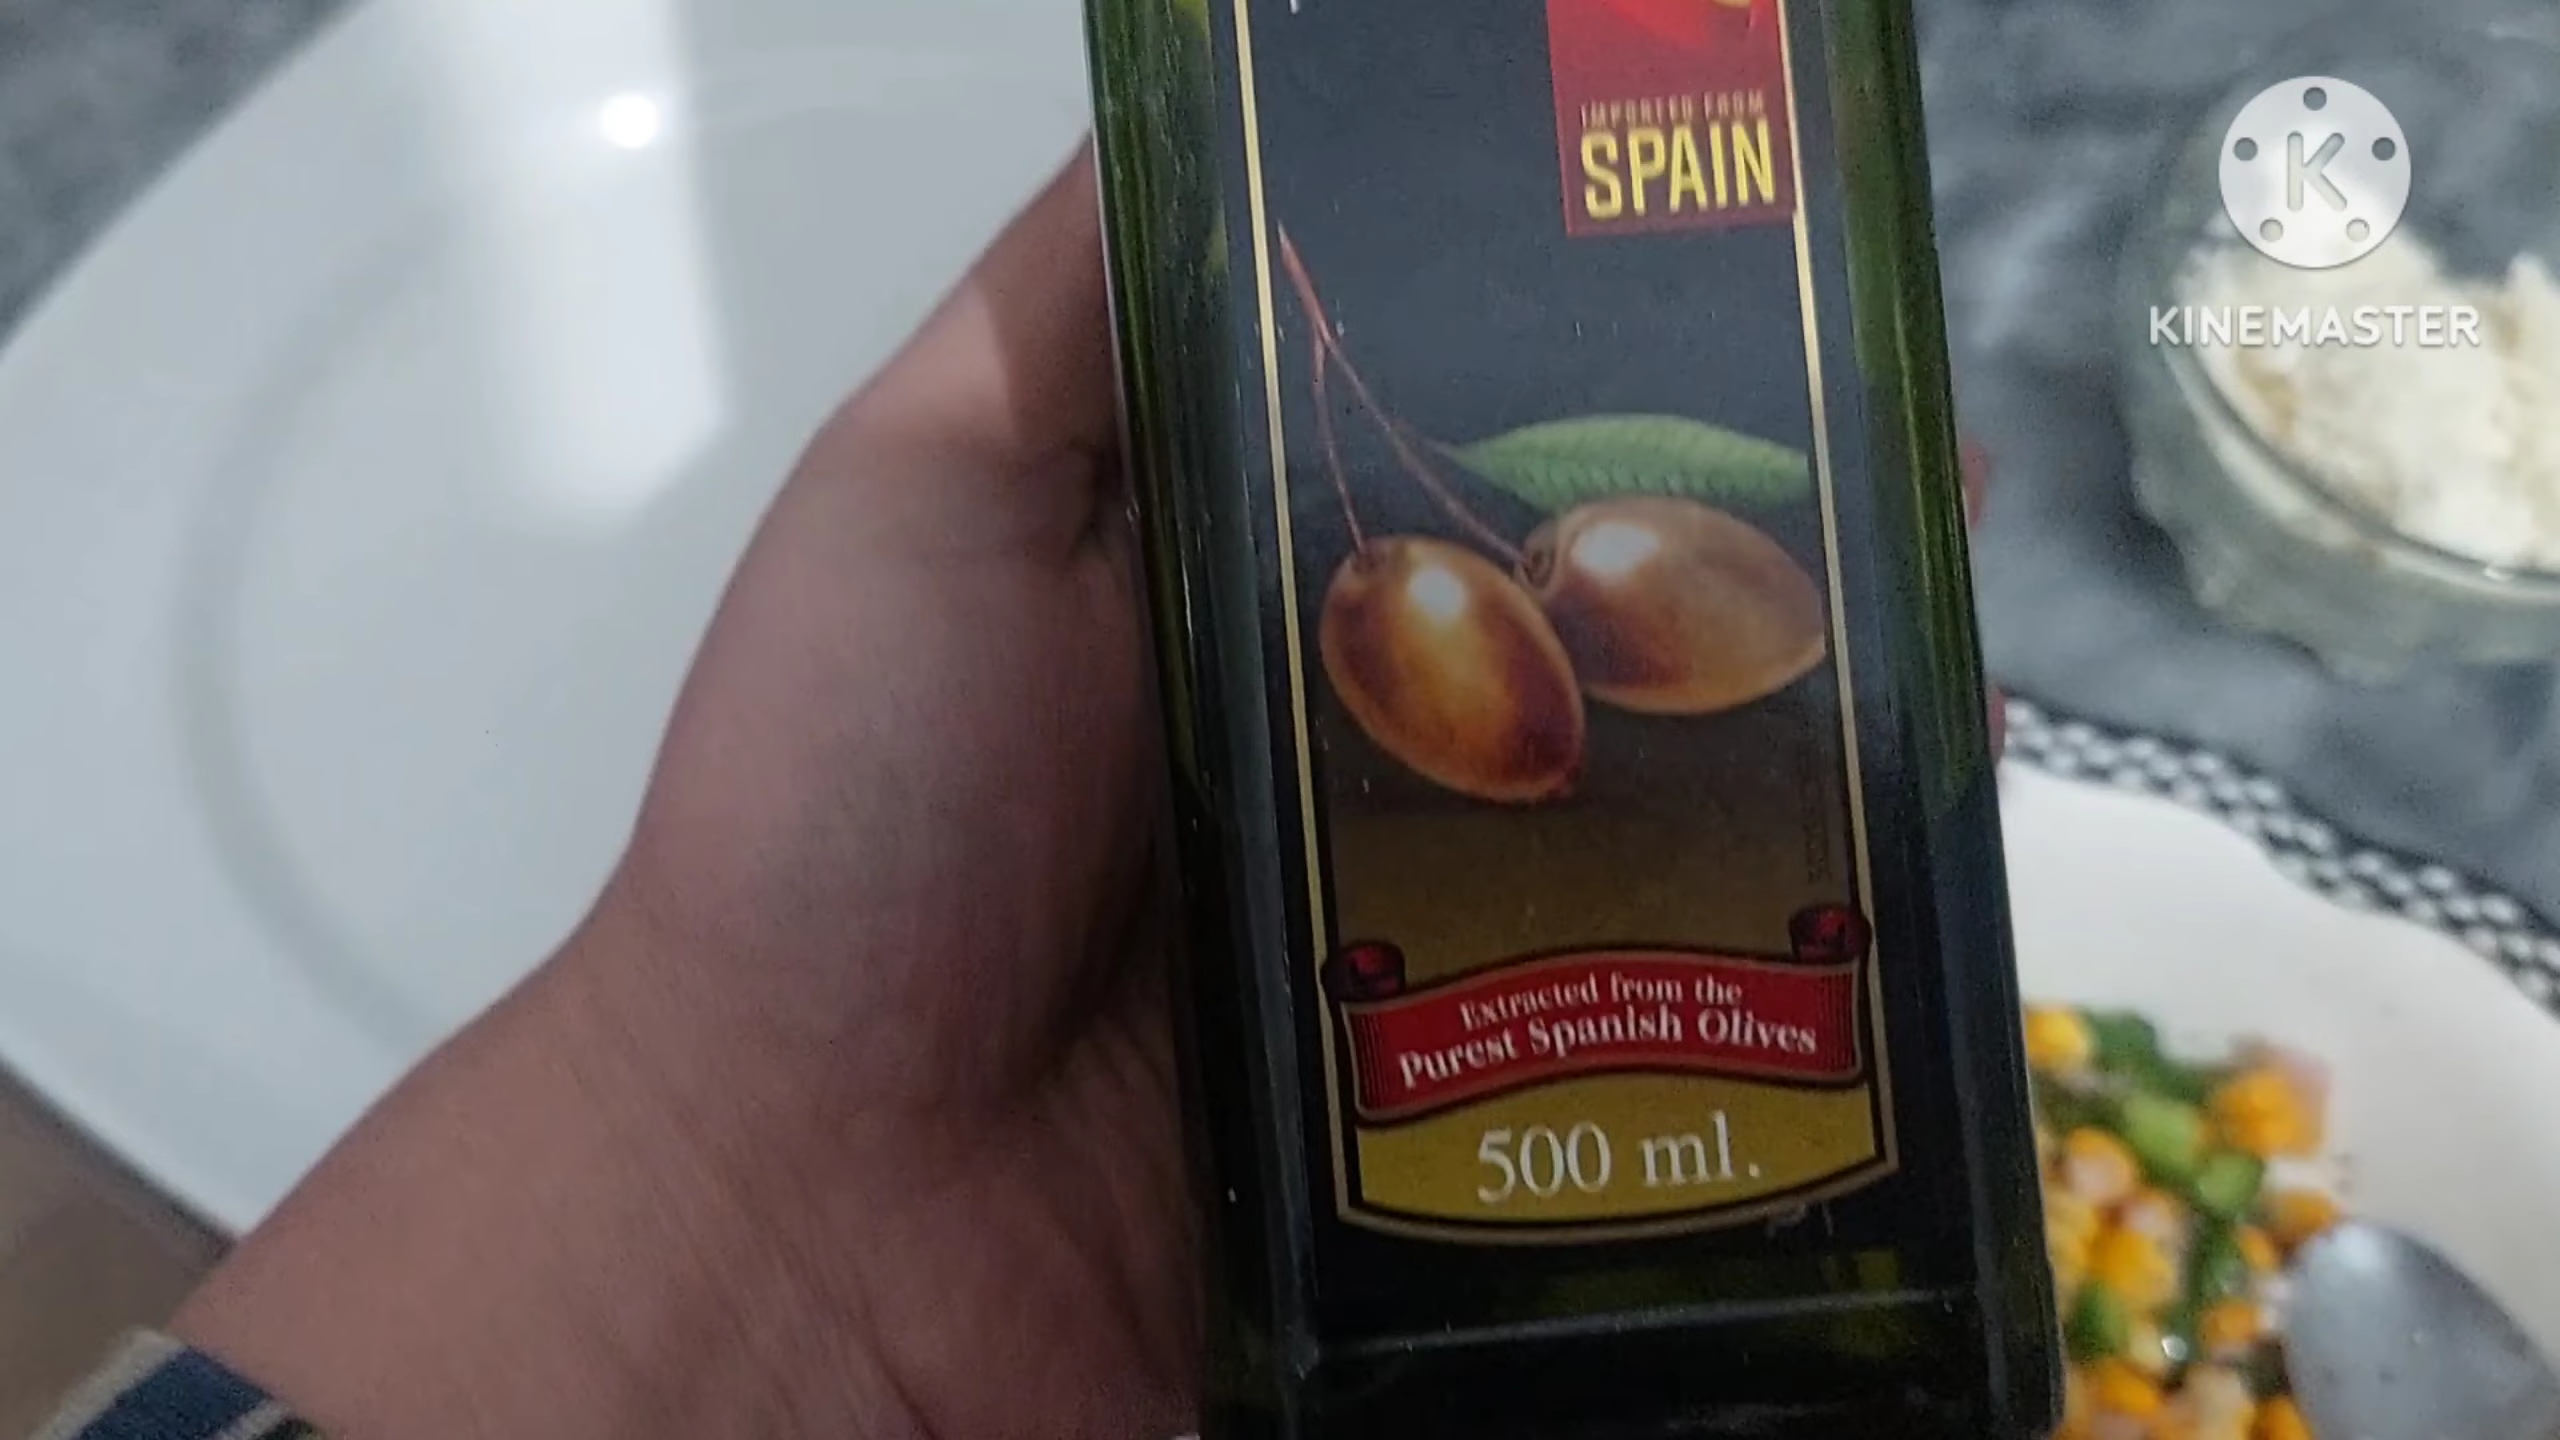 IMPORTED FROM
SPAIN
K
KINEMASTER
Extracted from the
Purest Spanish Olives
500 ml.